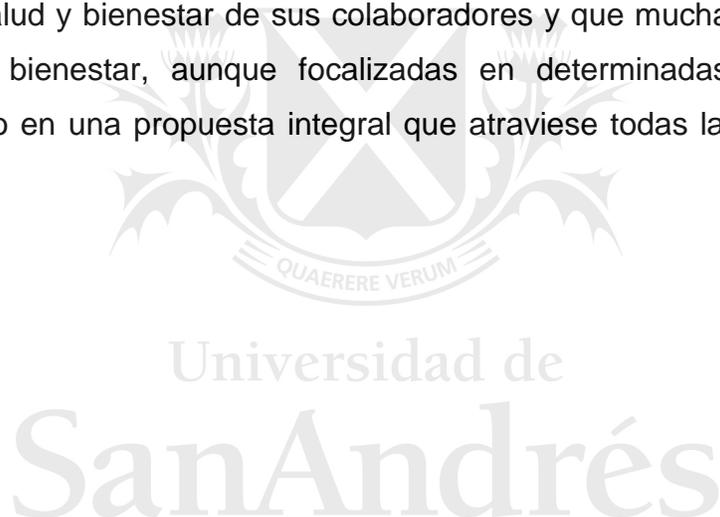 alud y bienestar de sus colaboradores y que mucha
bienestar, aunque focalizadas en determinadas
o en una propuesta integral que atraviese todas la
QUAERERE VERUM
Universidad de
SanAndrés